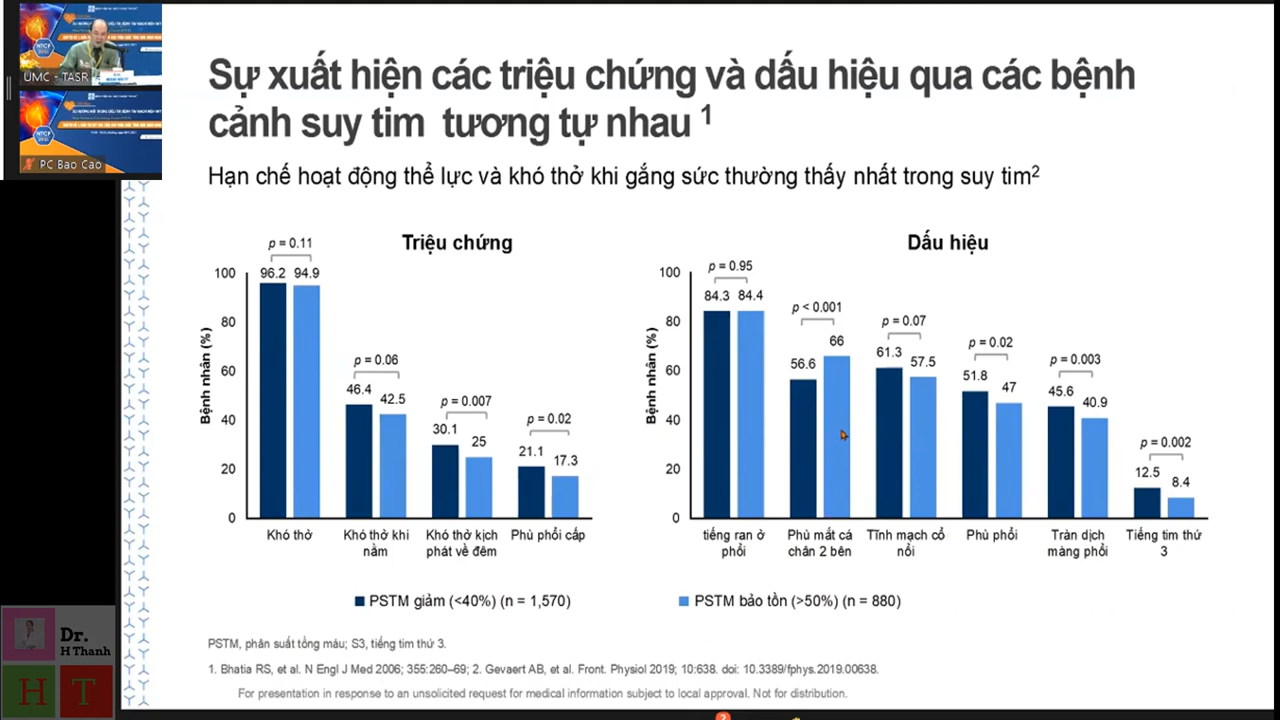 UMC - TASR
PC Bao Cao
Sự xuất hiện các triệu chứng và dấu hiệu qua các bệnh
cảnh suy tim tương tự nhau 1
Hạn chế hoạt động thể lực và khó thở khi gắng sức thường thấy nhất trong suy tim2
Triệu chứng
Bệnh nhân (%)
100
80
60
40
20
0
p = 0.11
96.2 94.9
p = 0.06
46.4 42.5
p = 0.007
30.1 25
p = 0.02
21.1 17.3
Khó thở
Khó thở khi
nằm
Khó thở kịch
phát về đêm
Phù phổi cấp
Dấu hiệu
Bệnh nhân (%)
100
80
60
40
20
0
p = 0.95
84.3 84.4
p < 0.001
56.6 66
p = 0.07
61.3 57.5
p = 0.02
51.8 47
p = 0.003
45.6 40.9
p = 0.002
12.5 8.4
tiếng ran ở
phổi
Phù mắt cá
chân 2 bên
Tĩnh mạch cổ
nổi
Phù phổi
Tràn dịch
màng phổi
Tiếng tim thứ
3
PSTM giảm (<40%) (n = 1,570)
PSTM bảo tồn (>50%) (n = 880)
PSTM, phân suất tống máu; S3, tiếng tim thứ 3.
1. Bhatia RS, et al. N Engl J Med 2006; 355:260–69; 2. Gevaert AB, et al. Front. Physiol 2019; 10:638. doi: 10.3389/fphys.2019.00638.
For presentation in response to an unsolicited request for medical information subject to local approval. Not for distribution.
Dr.
H Thanh
H T